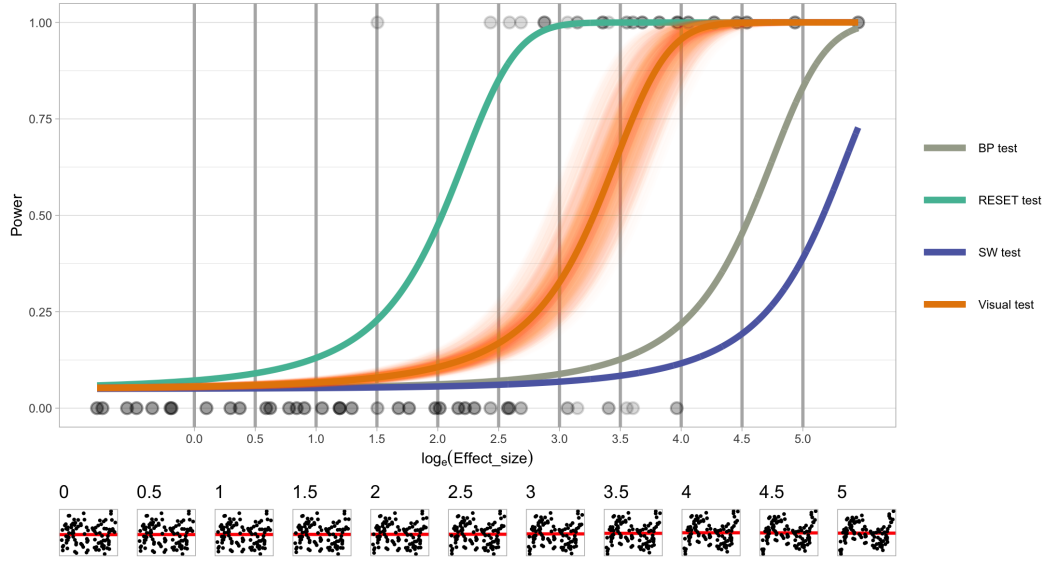 1.00
0.75
0.50
0.25
0.00
Power
0.0 0.5 1.0 1.5 2.0 2.5 3.0 3.5 4.0 4.5 5.0
logₑ(Effect_size)
BP test
RESET test
SW test
Visual test
0 0.5 1 1.5 2 2.5 3 3.5 4 4.5 5